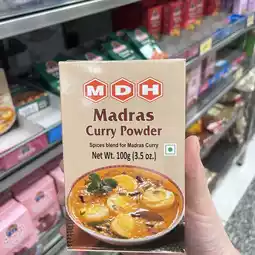 MDH
Madras
Curry Powder
Spices blend for Madras Curry
Net Wt. 100g (3.5 oz.)